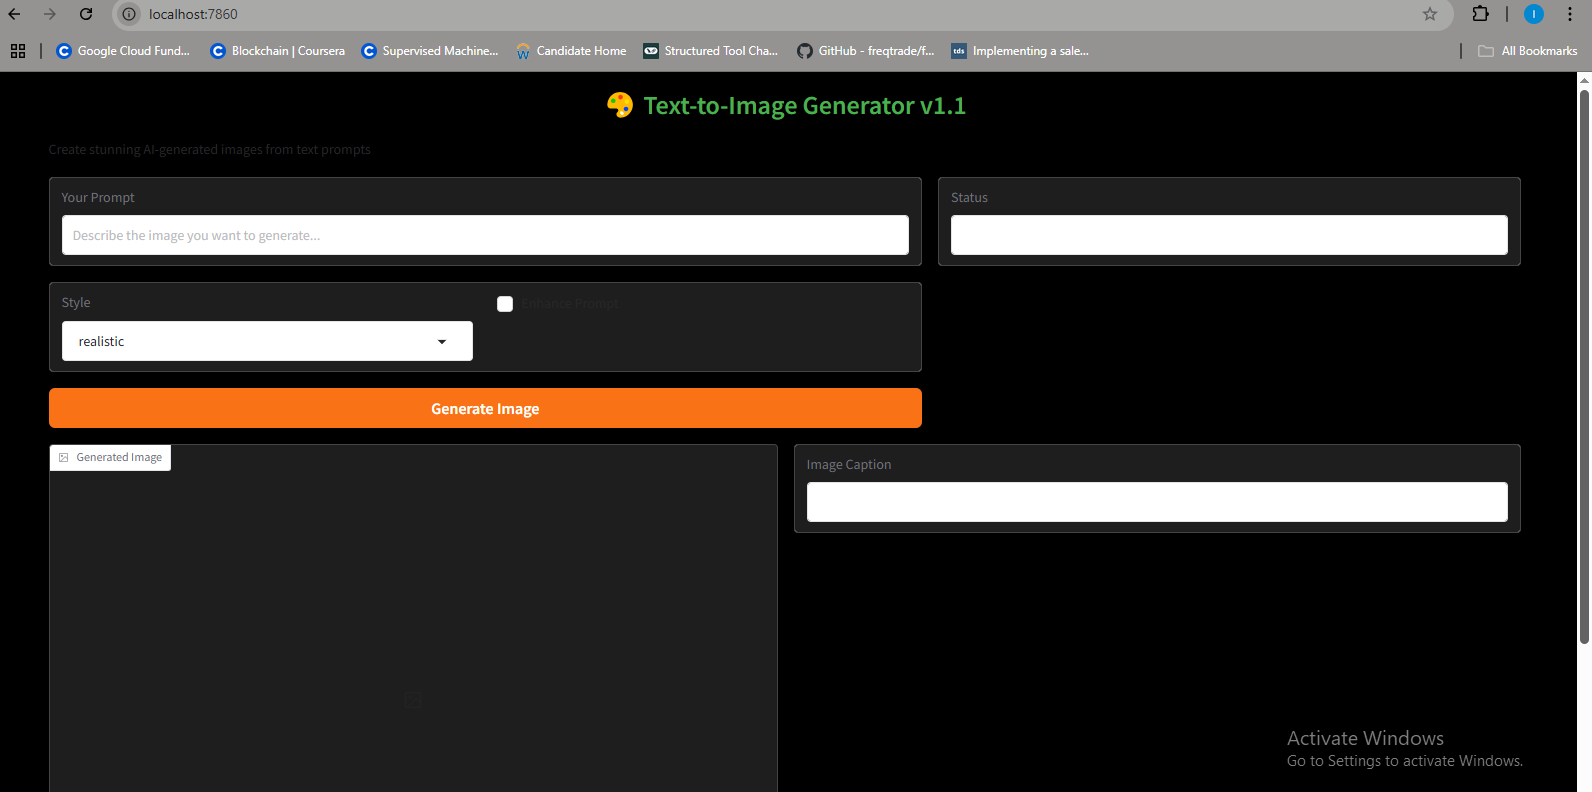 localhost:7860
Google Cloud Fund...
Blockchain | Coursera
Supervised Machine...
Candidate Home
Structured Tool Cha...
GitHub - freqtrade/f...
tds
Implementing a sale...
All Bookmarks
Text-to-Image Generator v1.1
Create stunning AI-generated images from text prompts
Your Prompt
Describe the image you want to generate...
Status
Style
Enhance Prompt
realistic
Generate Image
Generated Image
Image Caption
Activate Windows
Go to Settings to activate Windows.